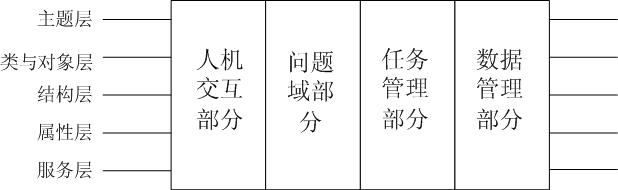 主题层
类与对象层
结构层
属性层
服务层
人机
交互
部分
问题
域部
分
任务
管理
部分
数据
管理
部分